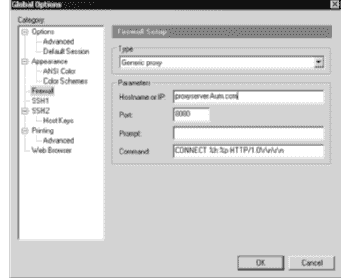 Global Options
Category:
Options
Advanced
Default Session
Appearance
ANSI Color
Color Schemes
Firewall
SSH1
SSH2
Host Keys
Printing
Advanced
Web Browser
Firewall Setup
Type
Generic proxy
Parameters
Hostname or IP:
proxyserver.Aum.com
Port:
8080
Prompt:
Command:
CONNECT %h:%p HTTP/1.0\r\n\r\n
OK
Cancel